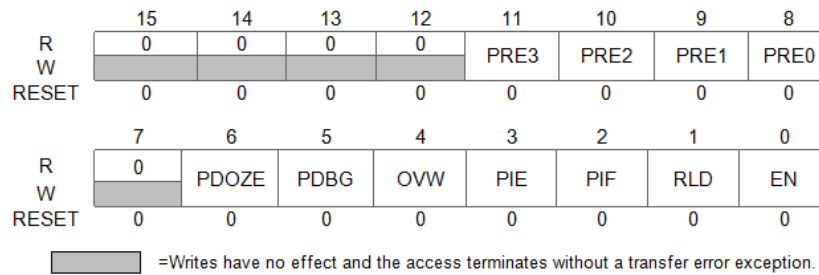 15 14 13 12 11 10 9 8
R 0 0 0 0 PRE3 PRE2 PRE1 PRE0
W
RESET 0 0 0 0 0 0 0 0
7 6 5 4 3 2 1 0
R 0 PDOZE PDBG OVW PIE PIF RLD EN
W
RESET 0 0 0 0 0 0 0 0
=Writes have no effect and the access terminates without a transfer error exception.